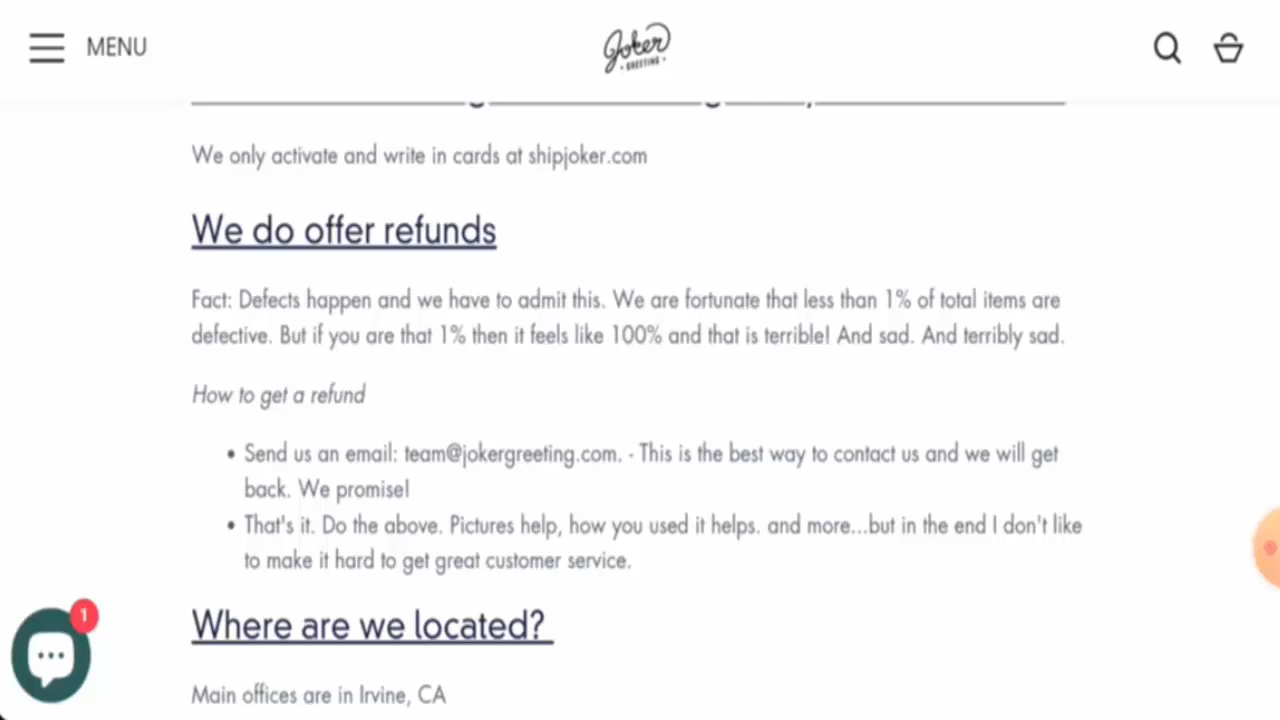 MENU
Joker
GREETING
We only activate and write in cards at shipjoker.com
We do offer refunds
Fact: Defects happen and we have to admit this. We are fortunate that less than 1% of total items are
defective. But if you are that 1% then it feels like 100% and that is terrible! And sad. And terribly sad.
How to get a refund
• Send us an email: team@jokergreeting.com. - This is the best way to contact us and we will get
back. We promise!
• That's it. Do the above. Pictures help, how you used it helps. and more...but in the end I don't like
to make it hard to get great customer service.
Where are we located?
1
Main offices are in Irvine, CA